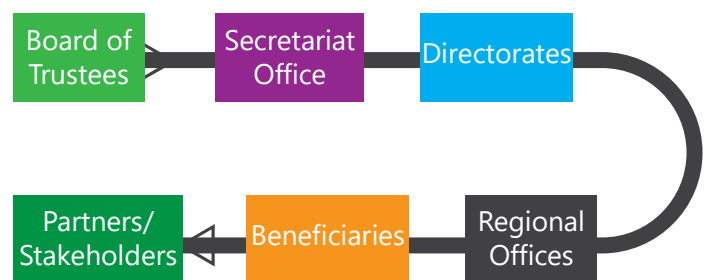 Board of
Trustees
Secretariat
Office
Directorates
Regional
Offices
Beneficiaries
Partners/
Stakeholders